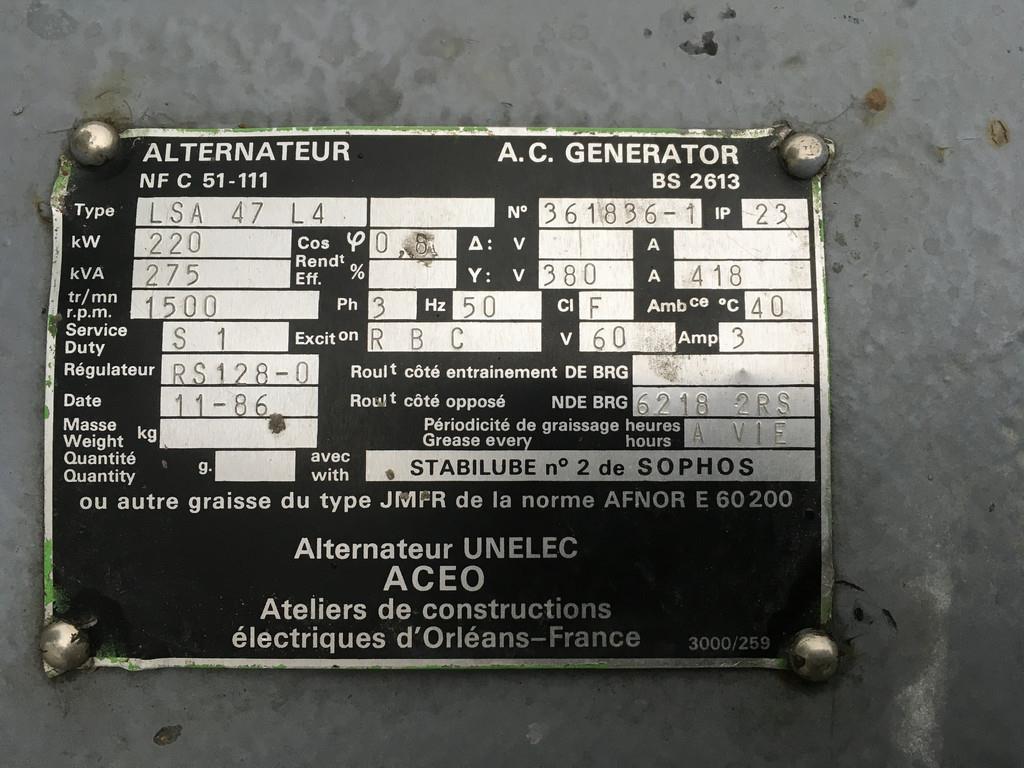 ALTERNATEUR A.C. GENERATOR
NF C 51-111 BS 2613
Type LSA 47 L4 N° 361836-1 IP 23
kW 220 Cos φ 0,8 Δ: V A
kVA 275 Rendt Eff. % Y: V 380 A 418
tr/mn r.p.m. 1500 Ph 3 Hz 50 Cl F Ambce °C 40
Service Duty S 1 Exciton R B C V 60 Amp 3
Régulateur RS128-0 Roult côté entrainement DE BRG
Date 11-86 Roult côté opposé NDE BRG 6218 2RS
Masse Weight kg Périodicité de graissage heures
Grease every hours A VIE
Quantité Quantity g. avec with STABILUBE n° 2 de SOPHOS
ou autre graisse du type JMFR de la norme AFNOR E 60200
Alternateur UNELEC
ACEO
Ateliers de constructions
électriques d'Orléans-France 3000/259